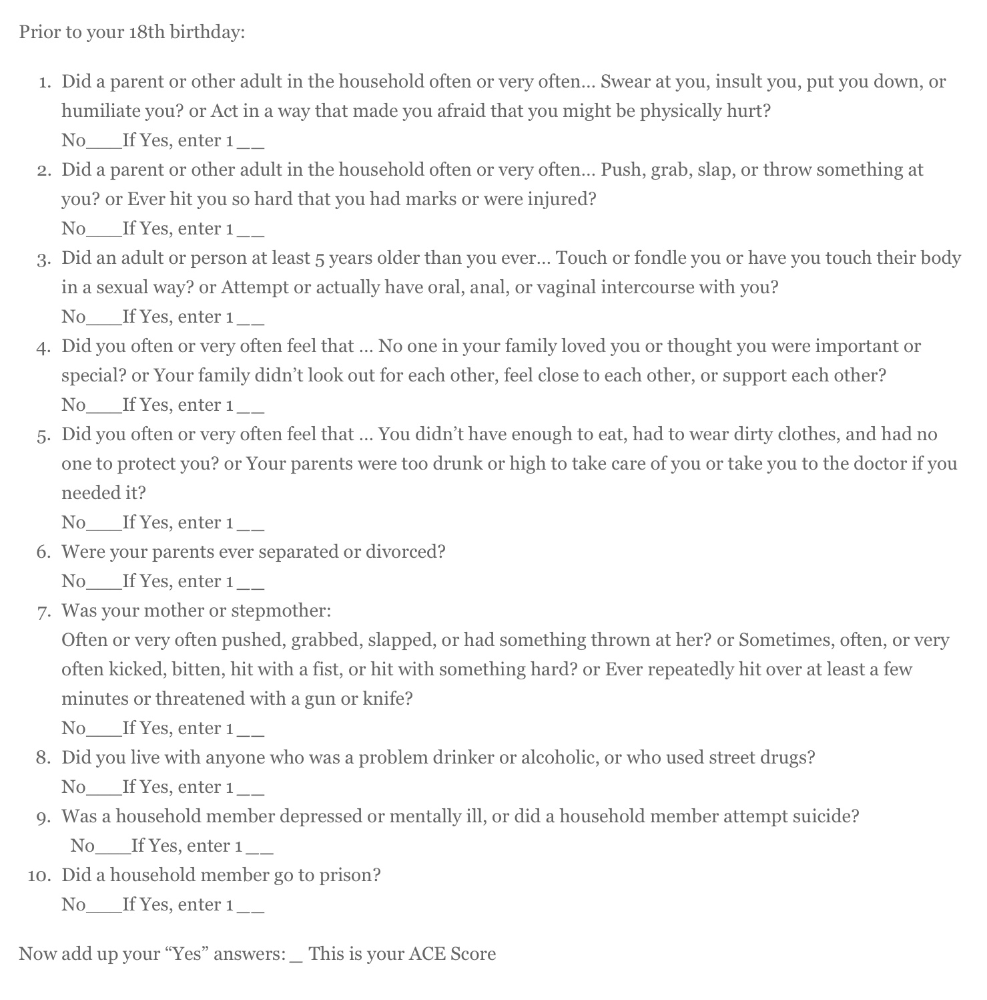 Prior to your 18th birthday:
1. Did a parent or other adult in the household often or very often... Swear at you, insult you, put you down, or
humiliate you? or Act in a way that made you afraid that you might be physically hurt?
No___If Yes, enter 1 __
2. Did a parent or other adult in the household often or very often... Push, grab, slap, or throw something at
you? or Ever hit you so hard that you had marks or were injured?
No___If Yes, enter 1 __
3. Did an adult or person at least 5 years older than you ever... Touch or fondle you or have you touch their body
in a sexual way? or Attempt or actually have oral, anal, or vaginal intercourse with you?
No___If Yes, enter 1 __
4. Did you often or very often feel that ... No one in your family loved you or thought you were important or
special? or Your family didn’t look out for each other, feel close to each other, or support each other?
No___If Yes, enter 1 __
5. Did you often or very often feel that ... You didn’t have enough to eat, had to wear dirty clothes, and had no
one to protect you? or Your parents were too drunk or high to take care of you or take you to the doctor if you
needed it?
No___If Yes, enter 1 __
6. Were your parents ever separated or divorced?
No___If Yes, enter 1 __
7. Was your mother or stepmother:
Often or very often pushed, grabbed, slapped, or had something thrown at her? or Sometimes, often, or very
often kicked, bitten, hit with a fist, or hit with something hard? or Ever repeatedly hit over at least a few
minutes or threatened with a gun or knife?
No___If Yes, enter 1 __
8. Did you live with anyone who was a problem drinker or alcoholic, or who used street drugs?
No___If Yes, enter 1 __
9. Was a household member depressed or mentally ill, or did a household member attempt suicide?
No___If Yes, enter 1 __
10. Did a household member go to prison?
No___If Yes, enter 1 __
Now add up your “Yes” answers: _ This is your ACE Score